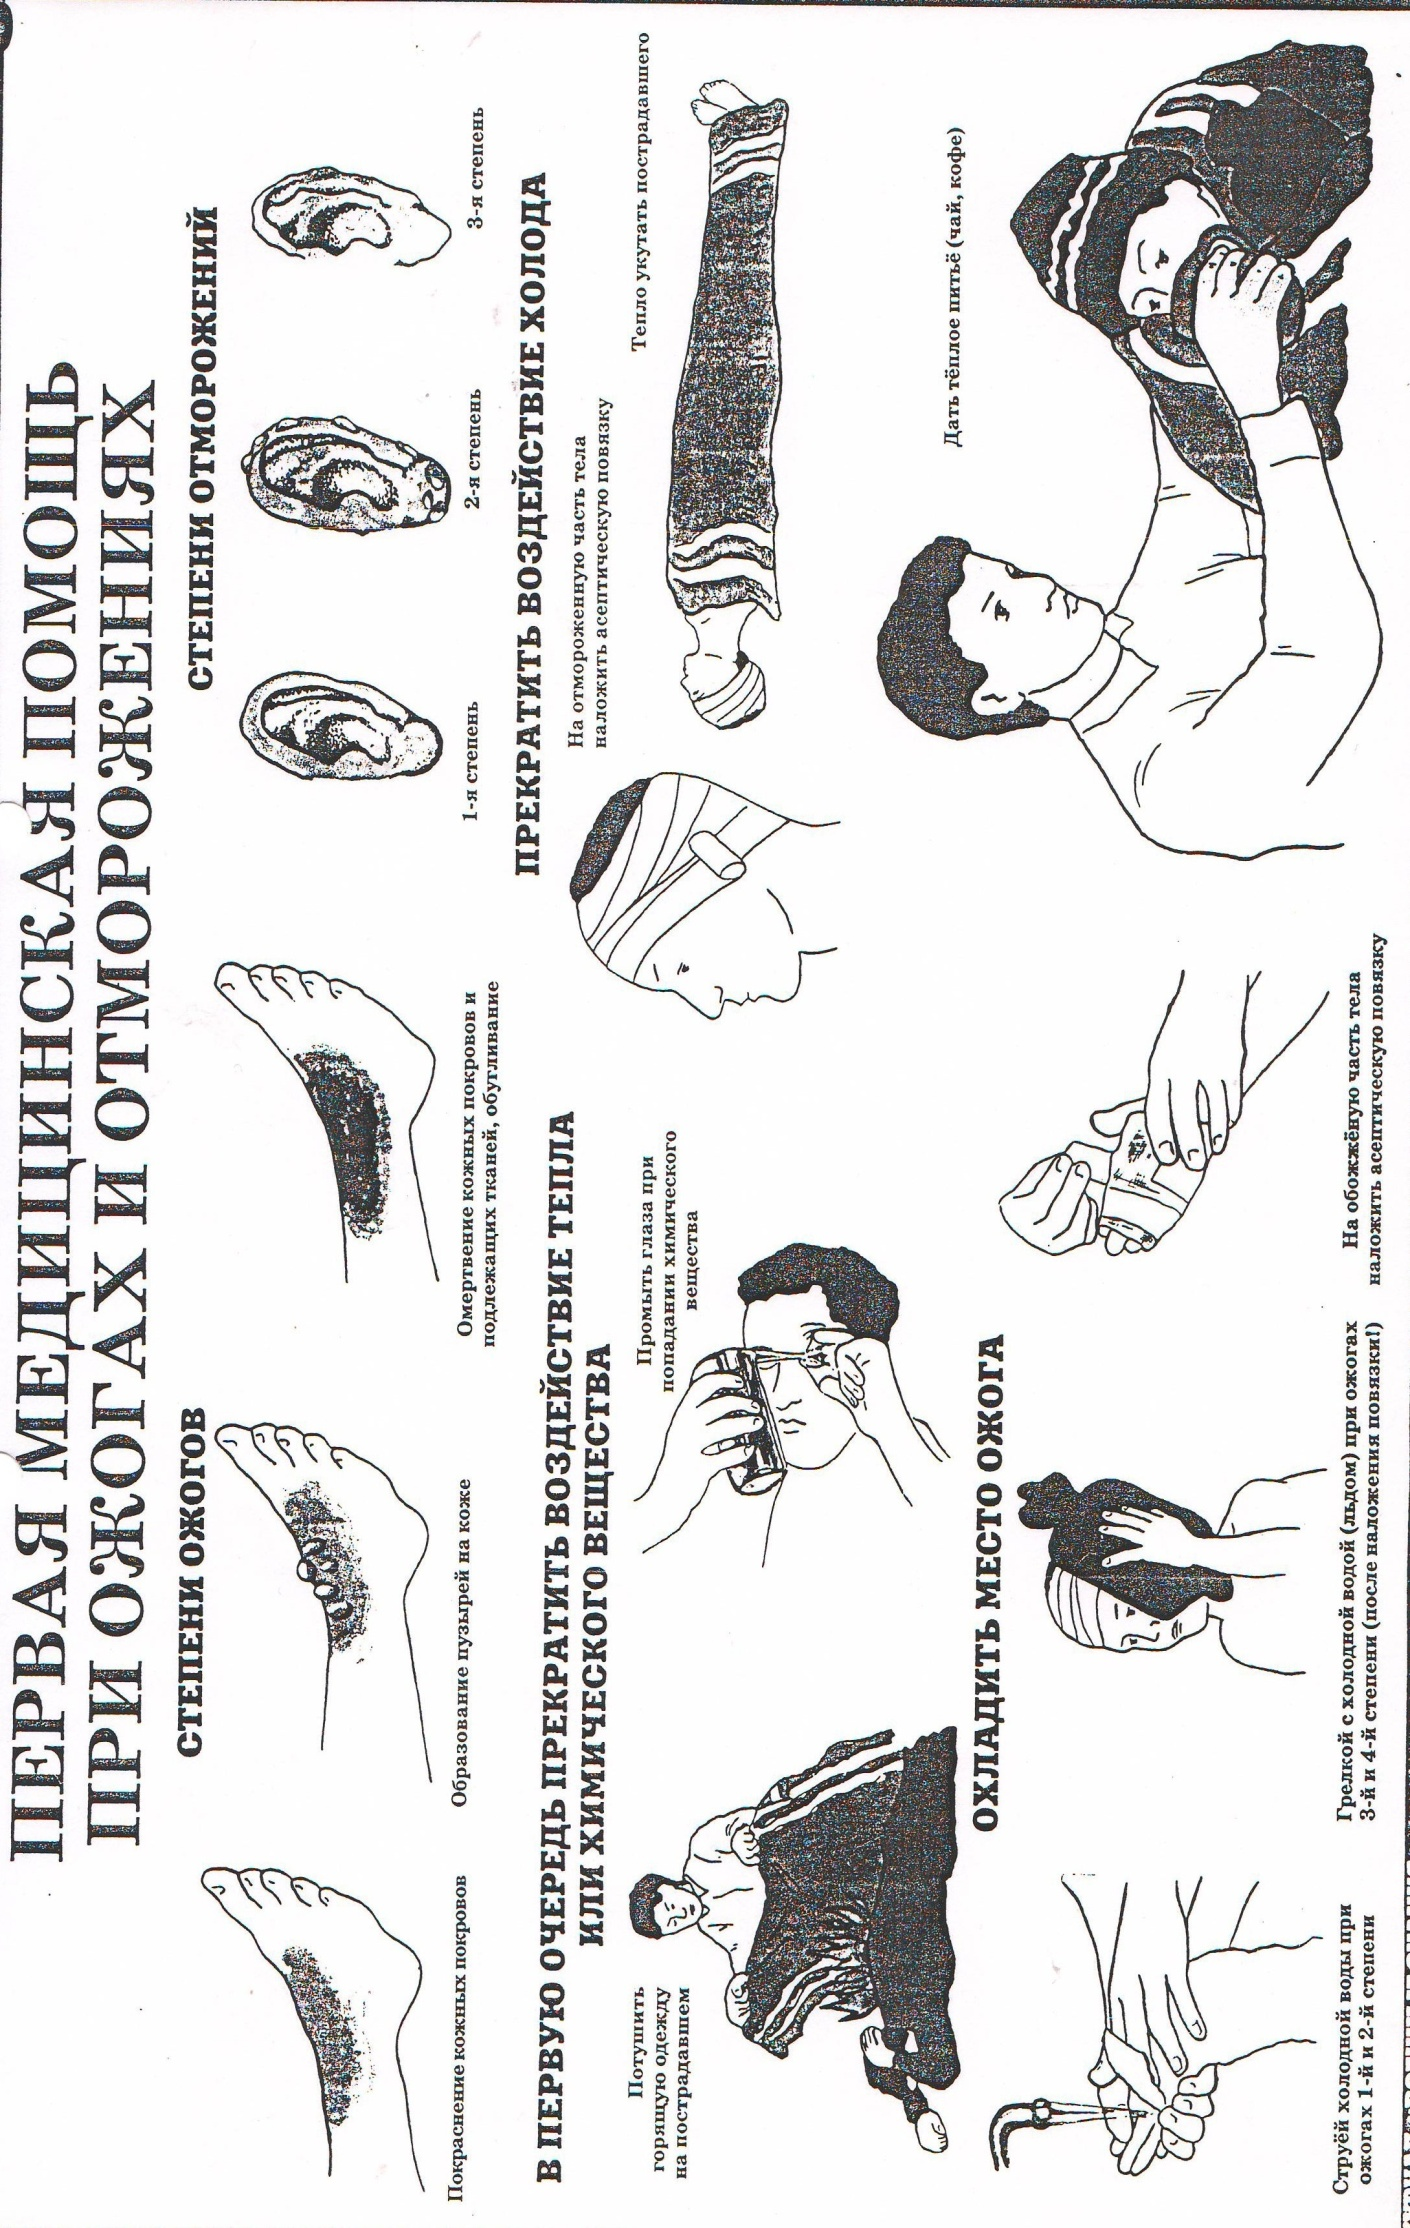 ПЕРВАЯ МЕДИЦИНСКАЯ ПОМОЩЬ
ПРИ ОЖОГАХ И ОТМОРОЖЕНИЯХ
СТЕПЕНИ ОЖОГОВ
Покраснение кожных покровов
Образование пузырей на коже
Омертвение кожных покровов и
подлежащих тканей, обугливание
В ПЕРВУЮ ОЧЕРЕДЬ ПРЕКРАТИТЬ ВОЗДЕЙСТВИЕ ТЕПЛА
ИЛИ ХИМИЧЕСКОГО ВЕЩЕСТВА
Потушить
горящую одежду
на пострадавшем
Промыть глаза при
попадании химического
вещества
ОХЛАДИТЬ МЕСТО ОЖОГА
Струёй холодной воды при
ожогах 1-й и 2-й степени
Грелкой с холодной водой (льдом) при ожогах
3-й и 4-й степени (после наложения повязки!)
На обожжёную часть тела
наложить асептическую повязку
СТЕПЕНИ ОТМОРОЖЕНИЙ
1-я степень
2-я степень
3-я степень
ПРЕКРАТИТЬ ВОЗДЕЙСТВИЕ ХОЛОДА
На отмороженную часть тела
наложить асептическую повязку
Тепло укутать пострадавшего
Дать тёплое питьё (чай, кофе)